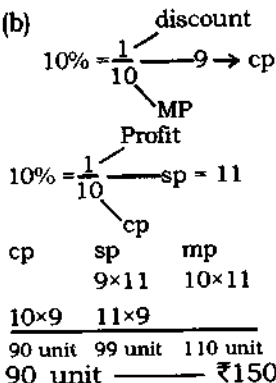 (b)
discount
10% = 1/10 9 → cp
MP
Profit
10% = 1/10 sp = 11
cp
cp sp mp
9×11 10×11
10×9 11×9
90 unit 99 unit 110 unit
90 unit ₹150